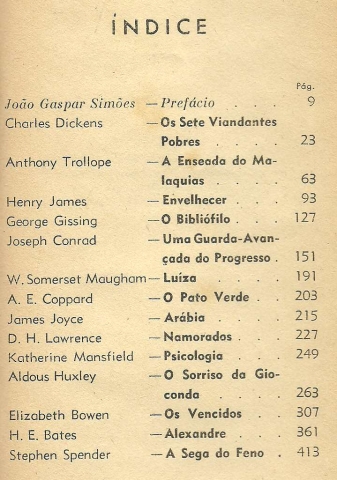 ÍNDICE
Pág.
João Gaspar Simões — Prefácio . . . 9
Charles Dickens — Os Sete Viandantes
Pobres . . . 23
Anthony Trollope — A Enseada do Ma-
laquias . . . 63
Henry James — Envelhecer . . 93
George Gissing — O Bibliófilo . . 127
Joseph Conrad — Uma Guarda-Avan-
çada do Progresso . 151
W. Somerset Maugham — Luíza . . . 191
A. E. Coppard — O Pato Verde . . 203
James Joyce — Arábia . . . 215
D. H. Lawrence — Namorados . . . 227
Katherine Mansfield — Psicologia . . . 249
Aldous Huxley — O Sorriso da Gio-
conda . . . 263
Elizabeth Bowen — Os Vencidos . . 307
H. E. Bates — Alexandre . . . 361
Stephen Spender — A Sega do Feno . 413